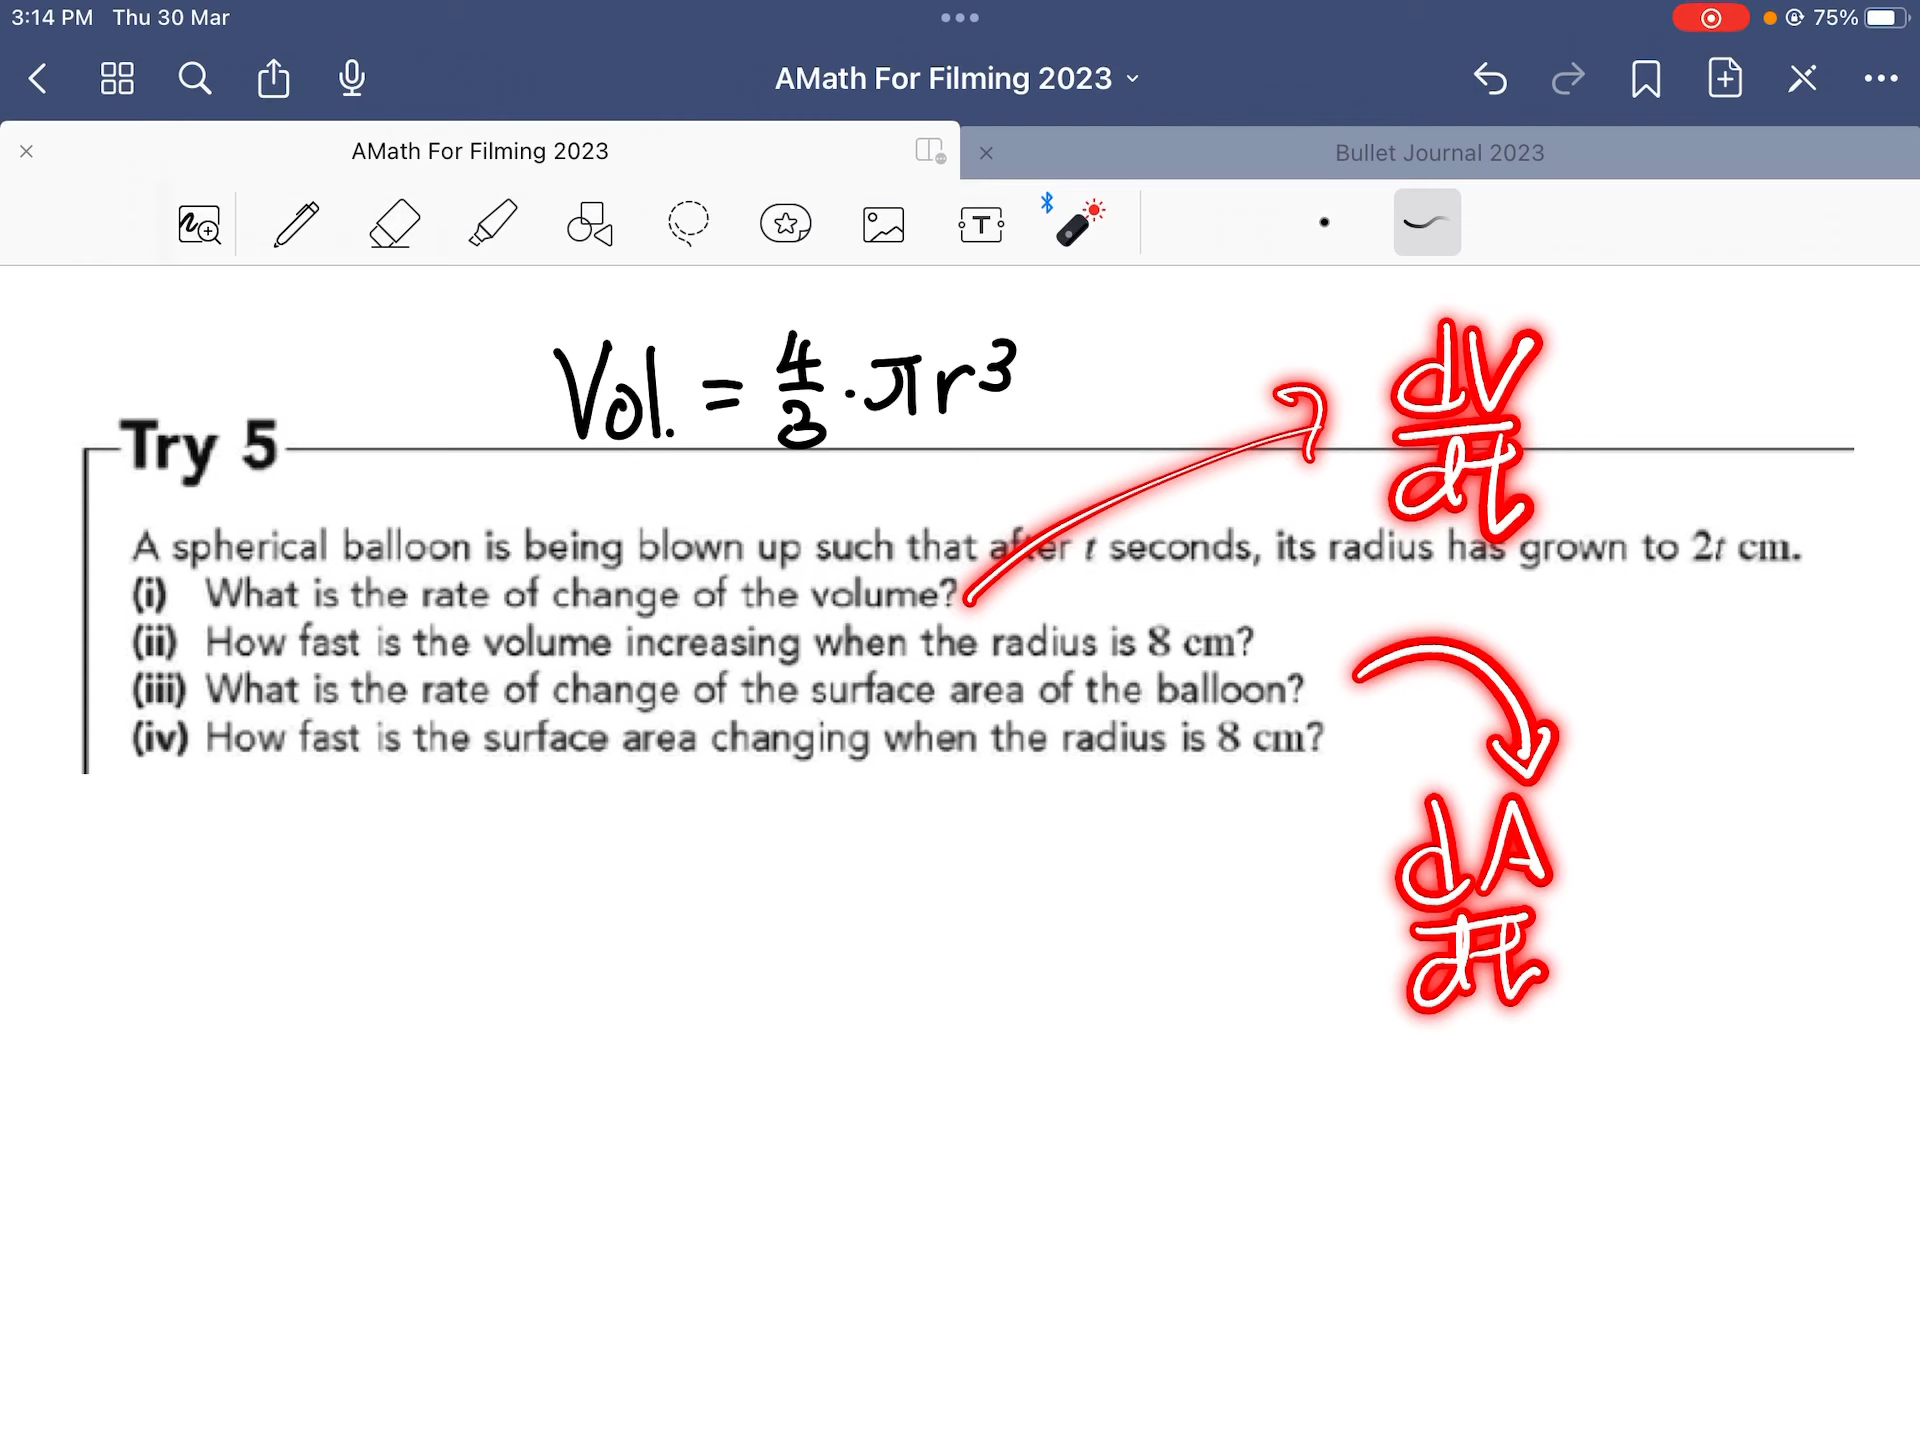 3:14 PM Thu 30 Mar
75%
AMath For Filming 2023
AMath For Filming 2023
Bullet Journal 2023
T
Vol. = 4/3 · πr³
dV/dt
Try 5
A spherical balloon is being blown up such that after t seconds, its radius has grown to 2t cm.
(i) What is the rate of change of the volume?
(ii) How fast is the volume increasing when the radius is 8 cm?
(iii) What is the rate of change of the surface area of the balloon?
(iv) How fast is the surface area changing when the radius is 8 cm?
dA/dt